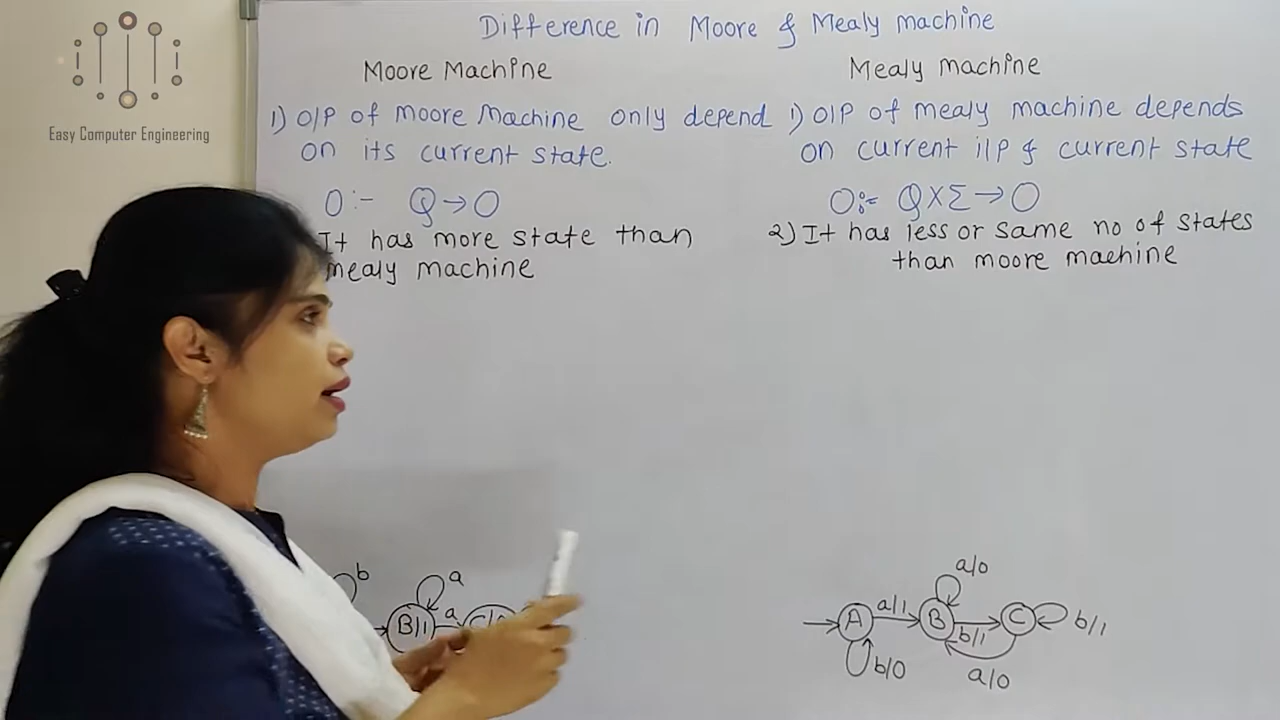 Difference in Moore & Mealy machine
Moore Machine
1) O/P of moore Machine only depend
on its current state.
O:- Q→O
It has more state than
mealy machine
Mealy machine
1) O/P of mealy machine depends
on current i/p & current state
O:- Q×Σ→O
2) It has less or same no of states
than moore machine
Easy Computer Engineering
b
a
B/1
a
a/0
A
a/1
B
b/1
C
b/1
b/0
a/0